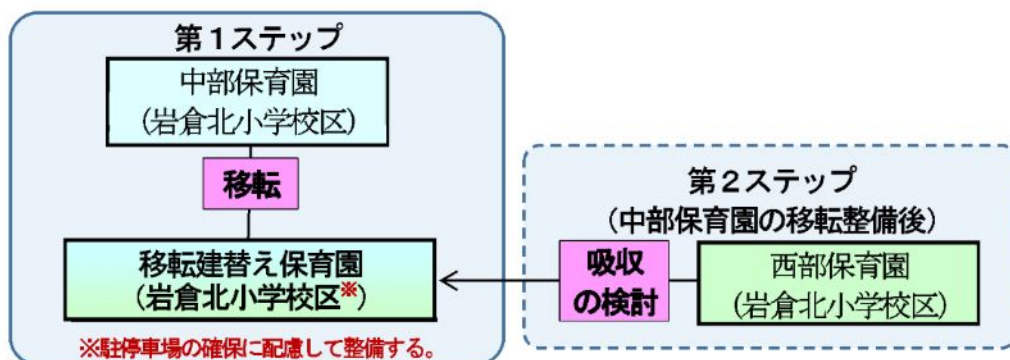 第1ステップ
中部保育園
（岩倉北小学校区）
移転
移転建替え保育園
（岩倉北小学校区※）
※駐停車場の確保に配慮して整備する。
第2ステップ
（中部保育園の移転整備後）
吸収
の検討
西部保育園
（岩倉北小学校区）